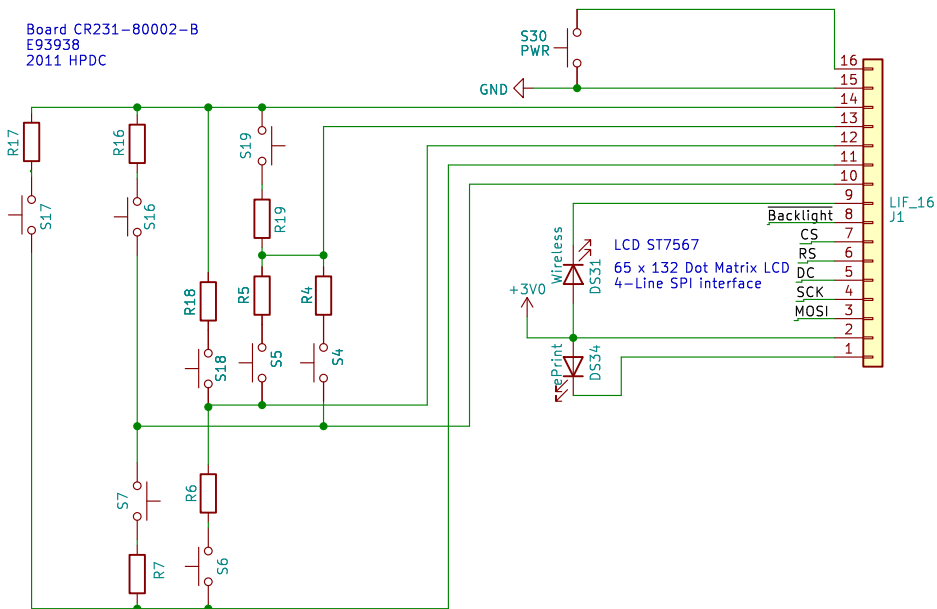 Board CR231-80002-B
E93938
2011 HPDC
S30
PWR
GND
16
15
14
13
12
11
10
9
8
7
6
5
4
3
2
1
LIF_16
J1
Backlight
CS
RS
DC
SCK
MOSI
R17
R16
S19
S17
S16
R19
R18
R5
R4
S18
S5
S4
S7
R6
R7
S6
Wireless
DS31
LCD ST7567
65 x 132 Dot Matrix LCD
4-Line SPI interface
+3V0
ePrint
DS34